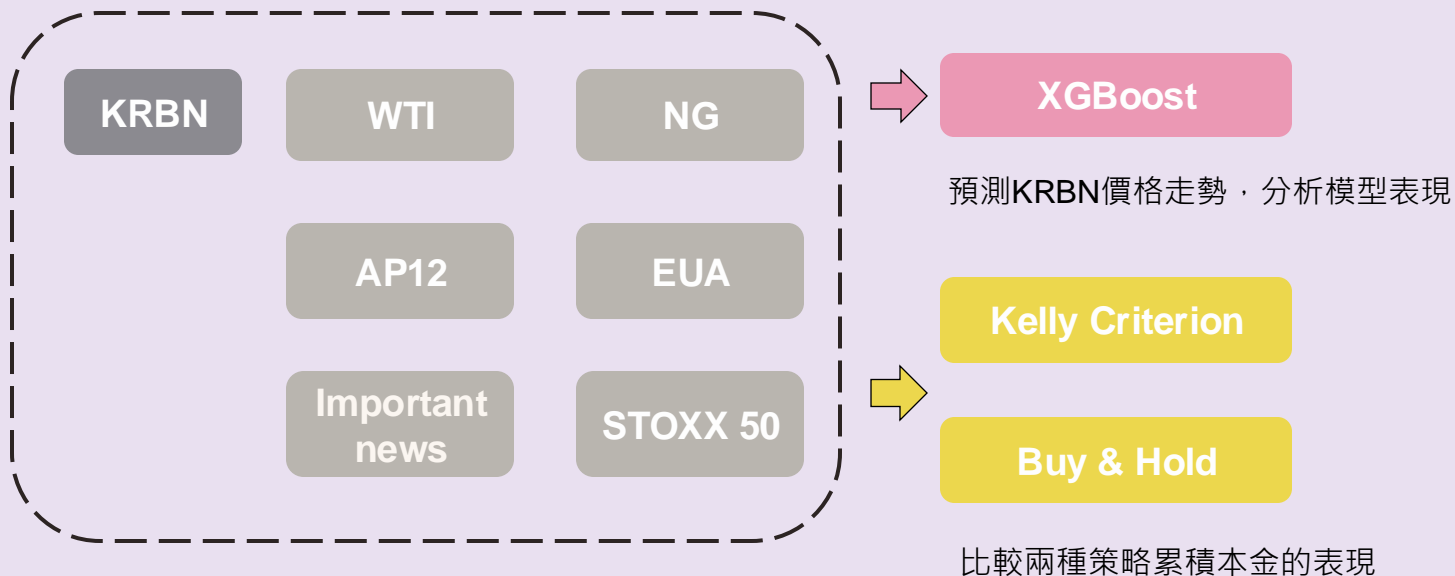 KRBN
WTI
NG
AP12
EUA
Important
news
STOXX 50
XGBoost
預測KRBN價格走勢，分析模型表現
Kelly Criterion
Buy & Hold
比較兩種策略累積本金的表現